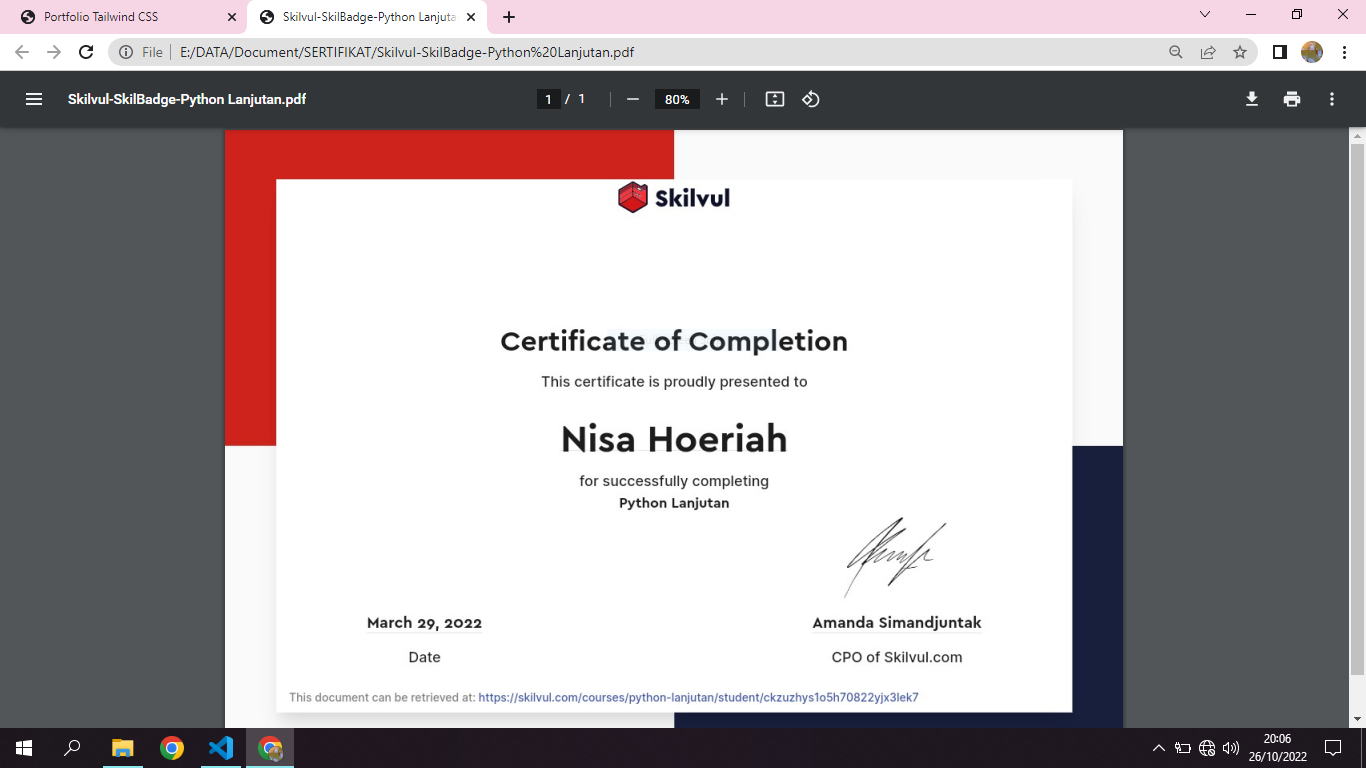 Portfolio Tailwind CSS
Skilvul-SkilBadge-Python Lanjuta
File
E:/DATA/Document/SERTIFIKAT/Skilvul-SkilBadge-Python%20Lanjutan.pdf
Skilvul-SkilBadge-Python Lanjutan.pdf
1 / 1
80%
Skilvul
Certificate of Completion
This certificate is proudly presented to
Nisa Hoeriah
for successfully completing
Python Lanjutan
March 29, 2022
Amanda Simandjuntak
Date
CPO of Skilvul.com
This document can be retrieved at: https://skilvul.com/courses/python-lanjutan/student/ckzuzhys1o5h70822yjx3lek7
20:06
26/10/2022